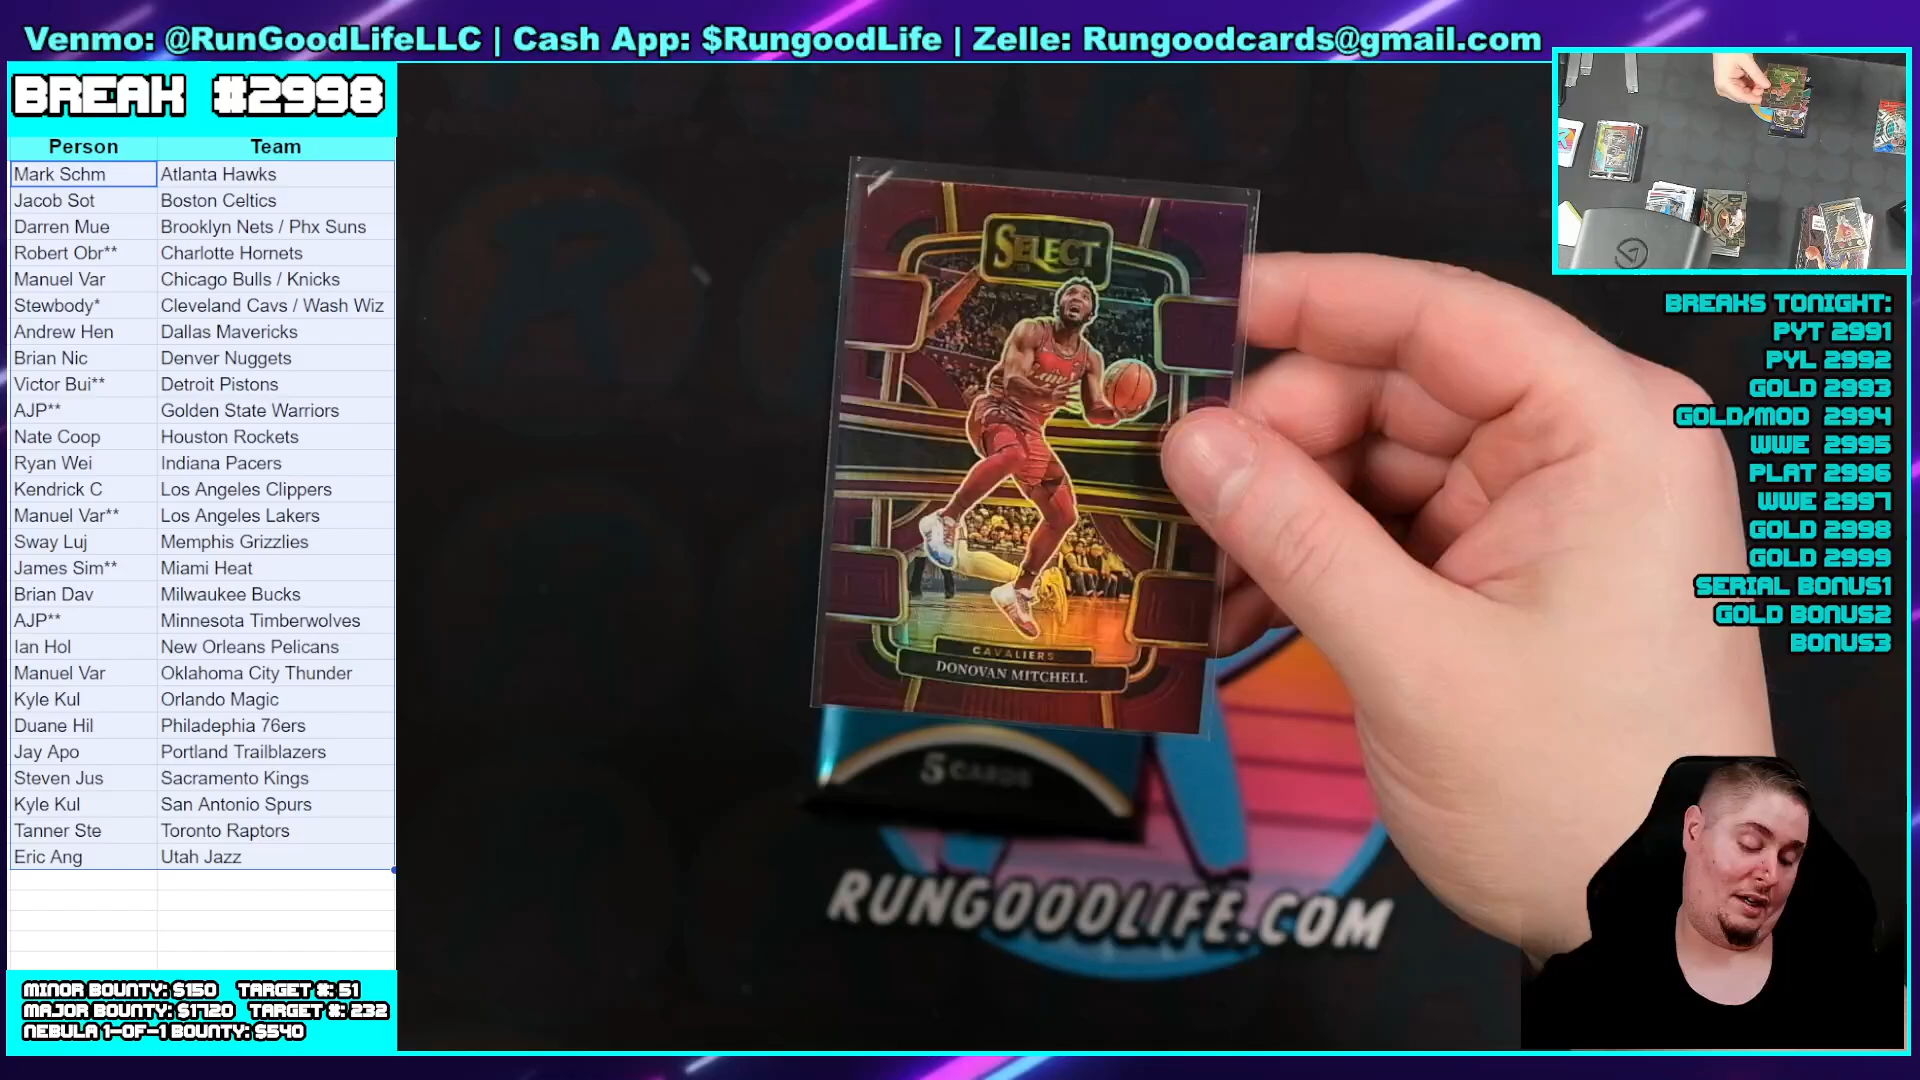 Venmo: @RunGoodLifeLLC | Cash App: $RungoodLife | Zelle: Rungoodcards@gmail.com
BREAK #2998
Person Team
Mark Schm Atlanta Hawks
Jacob Sot Boston Celtics
Darren Mue Brooklyn Nets / Phx Suns
Robert Obr** Charlotte Hornets
Manuel Var Chicago Bulls / Knicks
Stewbody* Cleveland Cavs / Wash Wiz
Andrew Hen Dallas Mavericks
Brian Nic Denver Nuggets
Victor Bui** Detroit Pistons
AJP** Golden State Warriors
Nate Coop Houston Rockets
Ryan Wei Indiana Pacers
Kendrick C Los Angeles Clippers
Manuel Var** Los Angeles Lakers
Sway Luj Memphis Grizzlies
James Sim** Miami Heat
Brian Dav Milwaukee Bucks
AJP** Minnesota Timberwolves
Ian Hol New Orleans Pelicans
Manuel Var Oklahoma City Thunder
Kyle Kul Orlando Magic
Duane Hil Philadephia 76ers
Jay Apo Portland Trailblazers
Steven Jus Sacramento Kings
Kyle Kul San Antonio Spurs
Tanner Ste Toronto Raptors
Eric Ang Utah Jazz
MINOR BOUNTY: $150 TARGET #: 51
MAJOR BOUNTY: $1720 TARGET #: 232
NEBULA 1-OF-1 BOUNTY: $540
SELECT
CAVALIERS
DONOVAN MITCHELL
5 CARDS
RUNGOODLIFE.COM
BREAKS TONIGHT:
PYT 2991
PYL 2992
GOLD 2993
GOLD/MOD 2994
WWE 2995
PLAT 2996
WWE 2997
GOLD 2998
GOLD 2999
SERIAL BONUS1
GOLD BONUS2
BONUS3